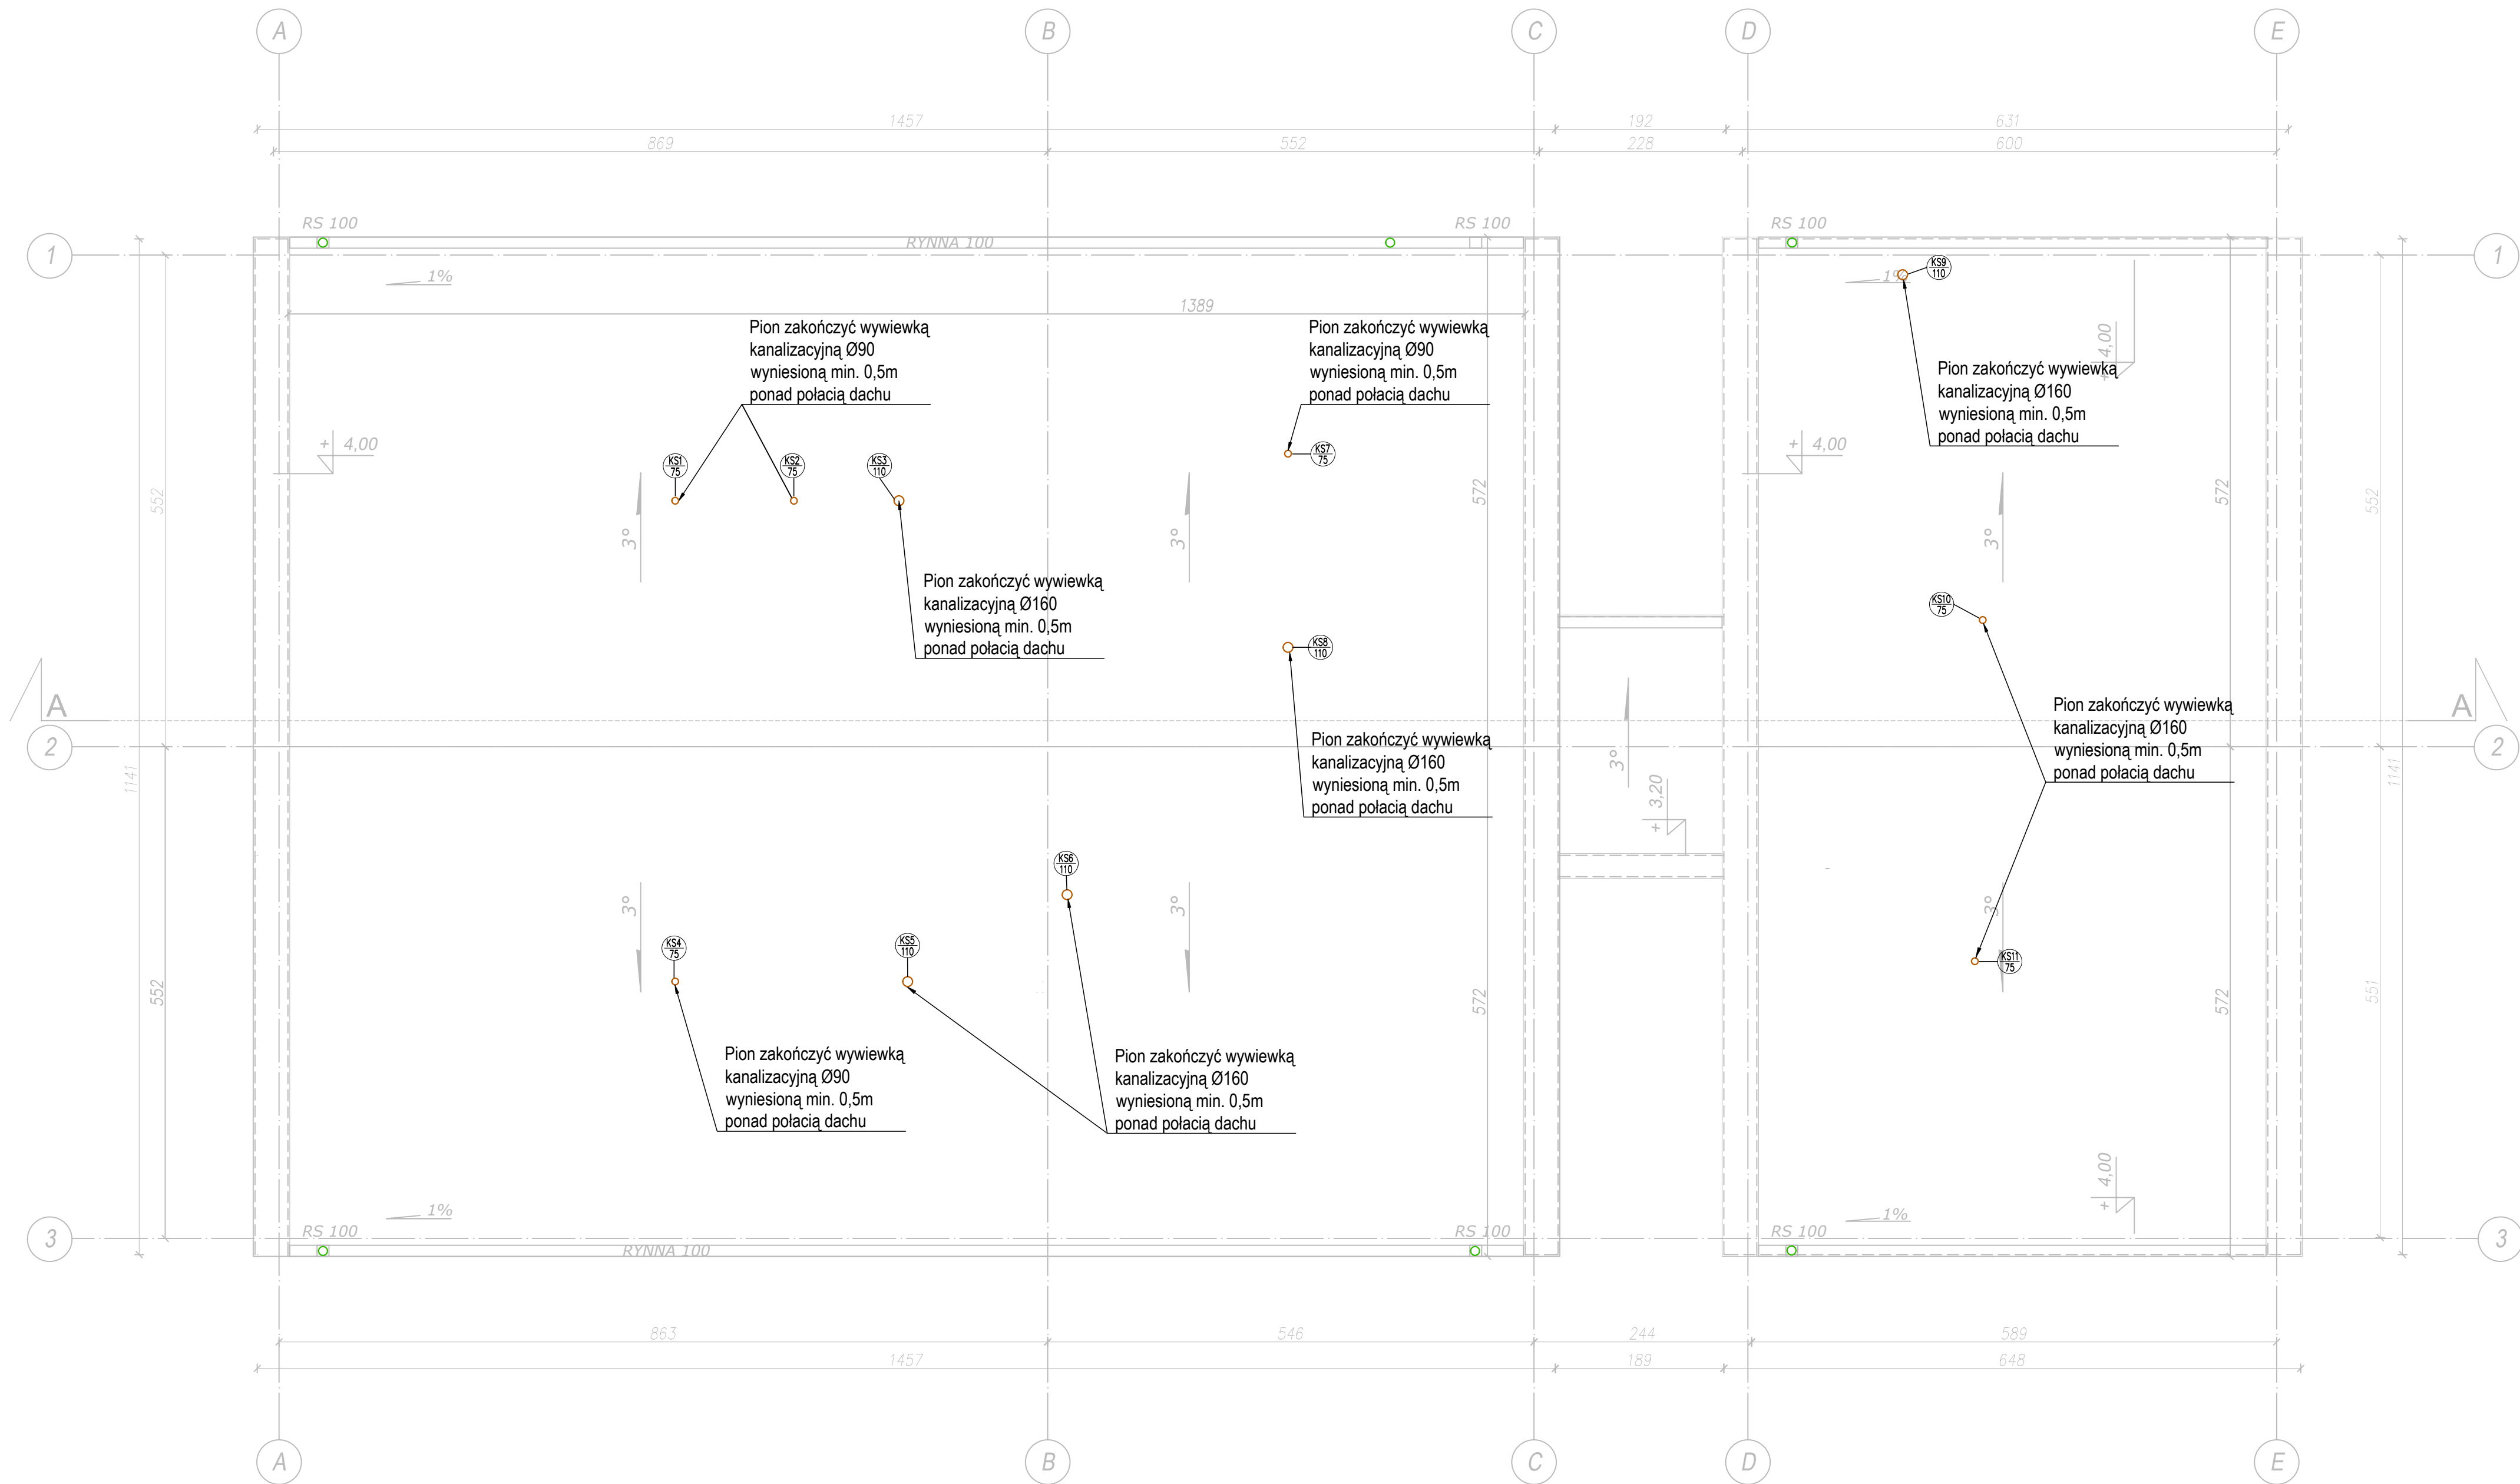 A
B
C
D
E
1457
192
631
869
552
228
600
RS 100
RS 100
RS 100
1
RYNNA 100
1
1%
1%
KS9
110
1389
Pion zakończyć wywiewką
kanalizacyjną Ø90
wyniesioną min. 0,5m
ponad połacią dachu
Pion zakończyć wywiewką
kanalizacyjną Ø90
wyniesioną min. 0,5m
ponad połacią dachu
+ 4,00
Pion zakończyć wywiewką
kanalizacyjną Ø160
wyniesioną min. 0,5m
ponad połacią dachu
+ 4,00
+ 4,00
KS1
75
KS2
75
KS3
110
KS7
75
552
572
572
552
3°
3°
3°
Pion zakończyć wywiewką
kanalizacyjną Ø160
wyniesioną min. 0,5m
ponad połacią dachu
KS10
75
KS8
110
A
A
Pion zakończyć wywiewką
kanalizacyjną Ø160
wyniesioną min. 0,5m
ponad połacią dachu
2
2
Pion zakończyć wywiewką
kanalizacyjną Ø160
wyniesioną min. 0,5m
ponad połacią dachu
3°
1141
1141
+ 3,20
KS6
110
3°
3°
3°
KS4
75
KS5
110
KS11
75
552
572
572
551
Pion zakończyć wywiewką
kanalizacyjną Ø90
wyniesioną min. 0,5m
ponad połacią dachu
Pion zakończyć wywiewką
kanalizacyjną Ø160
wyniesioną min. 0,5m
ponad połacią dachu
+ 4,00
1%
1%
RS 100
RS 100
RS 100
3
RYNNA 100
3
863
546
244
589
1457
189
648
A
B
C
D
E